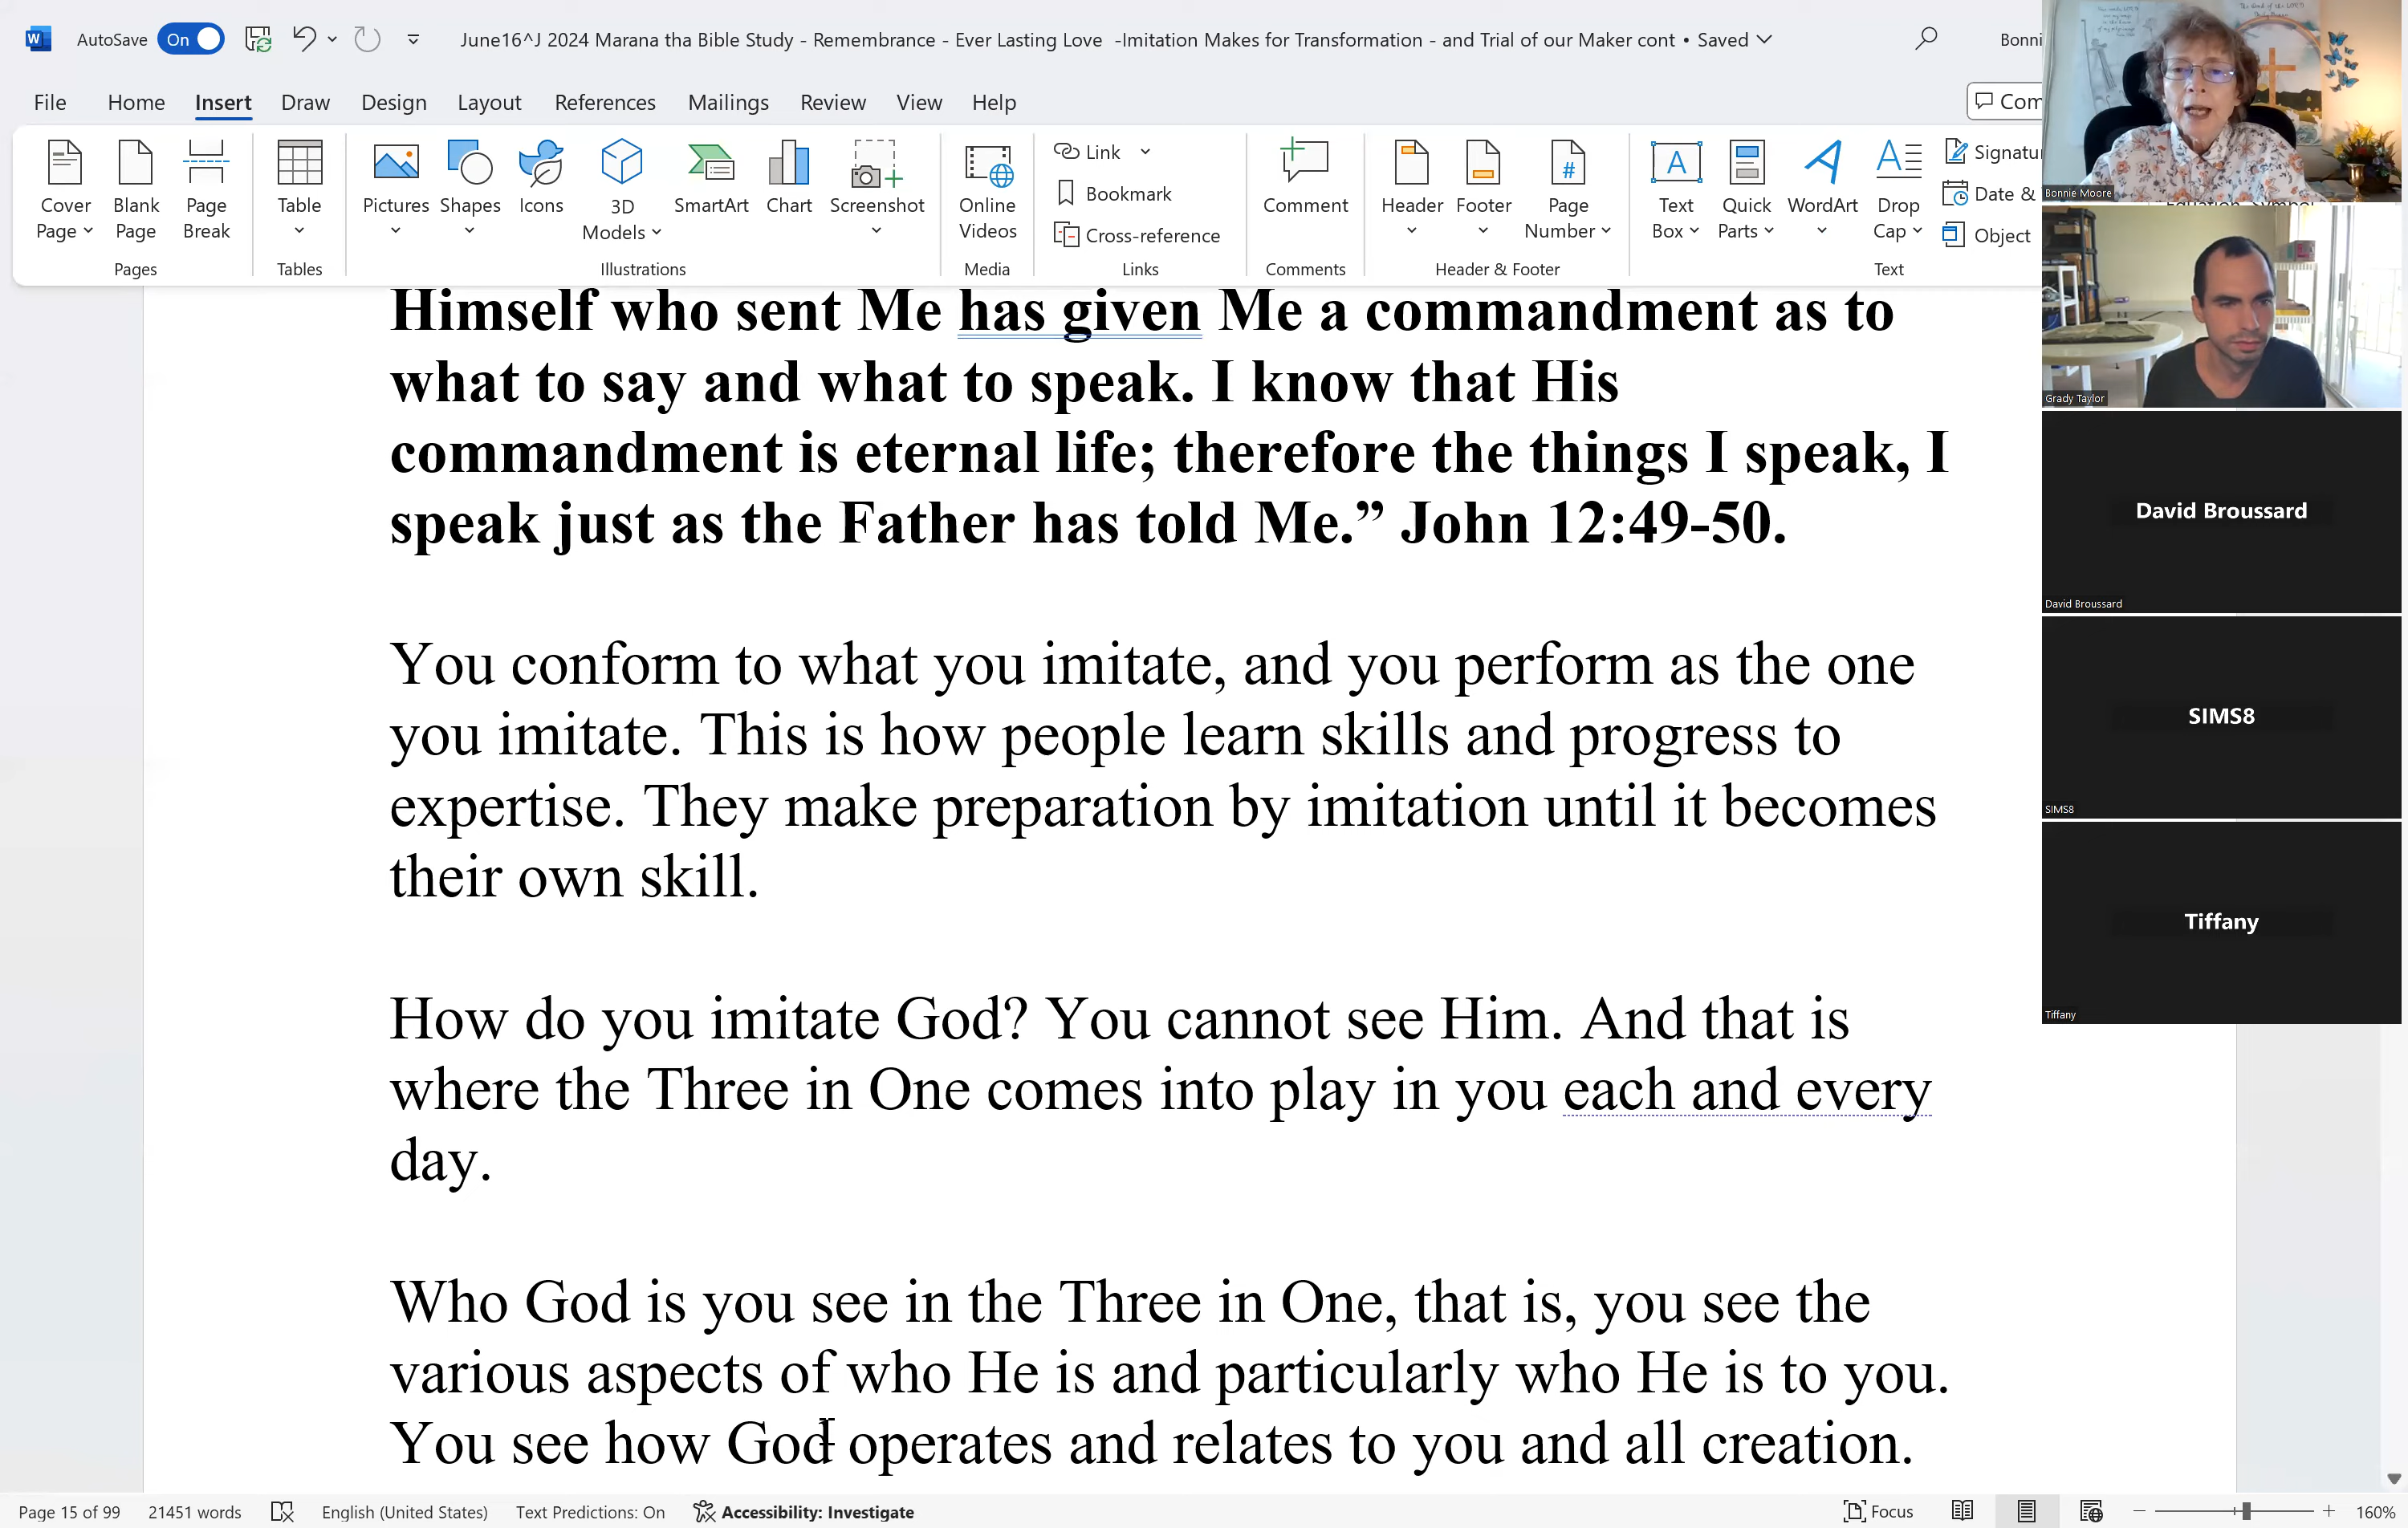 AutoSave On June16^J 2024 Marana tha Bible Study - Remembrance - Ever Lasting Love -Imitation Makes for Transformation - and Trial of our Maker cont • Saved Bonni
File Home Insert Draw Design Layout References Mailings Review View Help Com
Cover Page
Blank Page
Page Break
Table
Pictures
Shapes
Icons
3D Models
SmartArt
Chart
Screenshot
Online Videos
Link
Bookmark
Cross-reference
Comment
Header
Footer
Page Number
Text Box
Quick Parts
WordArt
Drop Cap
Signatu
Date &
Object
Pages Tables Illustrations Media Links Comments Header & Footer Text
Himself who sent Me has given Me a commandment as to
what to say and what to speak. I know that His
commandment is eternal life; therefore the things I speak, I
speak just as the Father has told Me.” John 12:49-50.
You conform to what you imitate, and you perform as the one
you imitate. This is how people learn skills and progress to
expertise. They make preparation by imitation until it becomes
their own skill.
How do you imitate God? You cannot see Him. And that is
where the Three in One comes into play in you each and every
day.
Who God is you see in the Three in One, that is, you see the
various aspects of who He is and particularly who He is to you.
You see how God operates and relates to you and all creation.
Bonnie Moore
Grady Taylor
David Broussard
David Broussard
SIMS8
SIMS8
Tiffany
Tiffany
Page 15 of 99 21451 words English (United States) Text Predictions: On Accessibility: Investigate Focus 160%